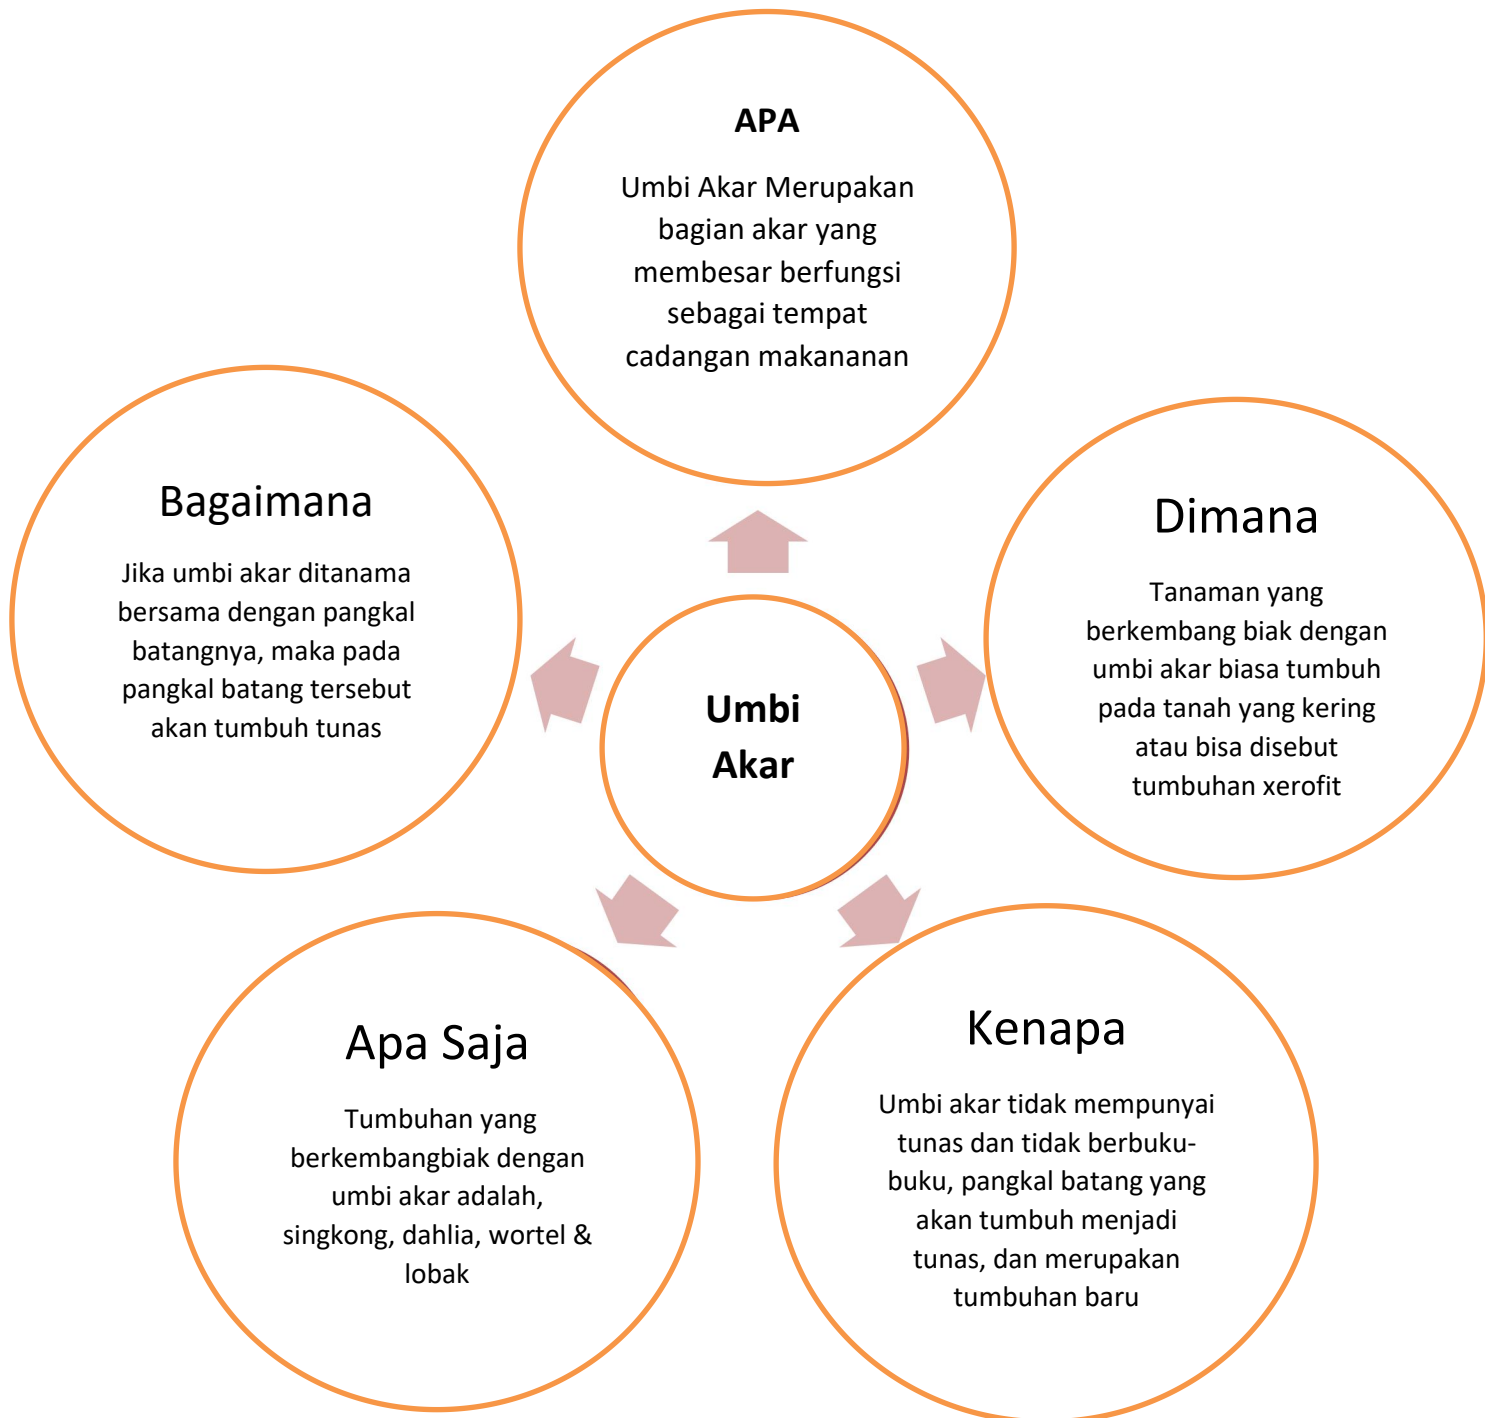 APA
Umbi Akar Merupakan
bagian akar yang
membesar berfungsi
sebagai tempat
cadangan makananan
Bagaimana
Jika umbi akar ditanama
bersama dengan pangkal
batangnya, maka pada
pangkal batang tersebut
akan tumbuh tunas
Dimana
Tanaman yang
berkembang biak dengan
umbi akar biasa tumbuh
pada tanah yang kering
atau bisa disebut
tumbuhan xerofit
Umbi
Akar
Apa Saja
Tumbuhan yang
berkembangbiak dengan
umbi akar adalah,
singkong, dahlia, wortel &
lobak
Kenapa
Umbi akar tidak mempunyai
tunas dan tidak berbuku-
buku, pangkal batang yang
akan tumbuh menjadi
tunas, dan merupakan
tumbuhan baru